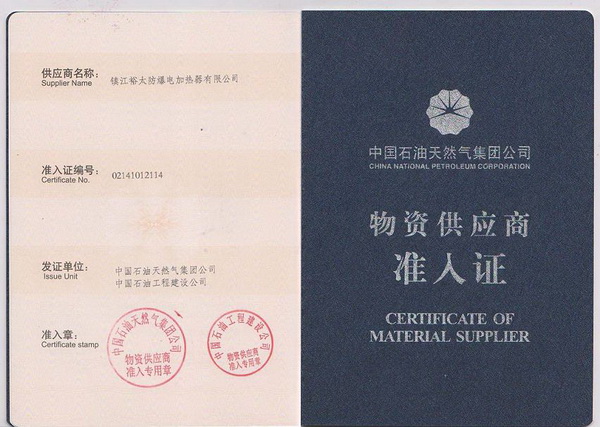 供应商名称：
Supplier Name
镇江裕太防爆电加热器有限公司
准入证编号：
Certificate No.
02141012114
发证单位：
Issue Unit
中国石油天然气集团公司
中国石油工程建设公司
准入章：
Certificate stamp
中国石油天然气集团公司
物资供应商
准入专用章
中国石油工程建设公司
物资供应商
准入专用章
中国石油天然气集团公司
CHINA NATIONAL PETROLEUM CORPORATION
物资供应商
准入证
CERTIFICATE OF
MATERIAL SUPPLIER